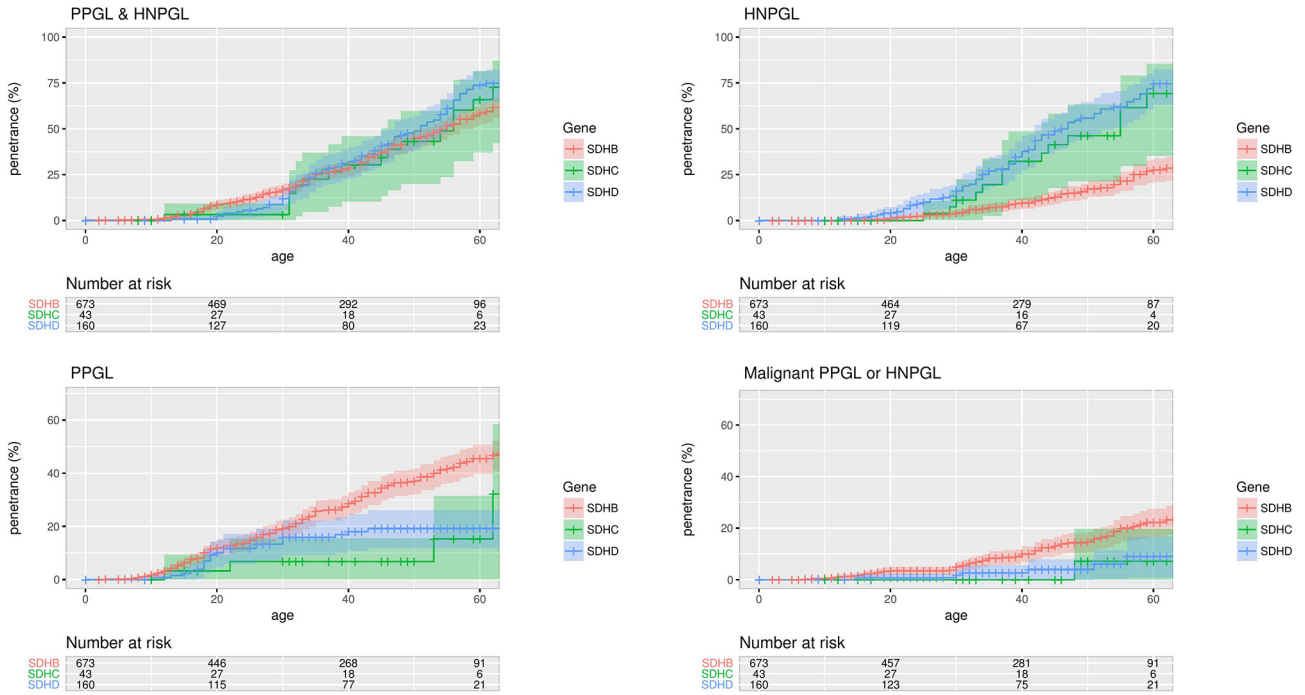 PPGL & HNPGL
100
75
50
25
0
penetrance (%)
0 20 40 60
age
Gene
SDHB
SDHC
SDHD
Number at risk
SDHB 673 469 292 96
SDHC 43 27 18 6
SDHD 160 127 80 23
HNPGL
100
75
50
25
0
penetrance (%)
0 20 40 60
age
Gene
SDHB
SDHC
SDHD
Number at risk
SDHB 673 464 279 87
SDHC 43 27 16 4
SDHD 160 119 67 20
PPGL
60
40
20
0
penetrance (%)
0 20 40 60
age
Gene
SDHB
SDHC
SDHD
Number at risk
SDHB 673 446 268 91
SDHC 43 27 18 6
SDHD 160 115 77 21
Malignant PPGL or HNPGL
60
40
20
0
penetrance (%)
0 20 40 60
age
Gene
SDHB
SDHC
SDHD
Number at risk
SDHB 673 457 281 91
SDHC 43 27 18 6
SDHD 160 123 75 21